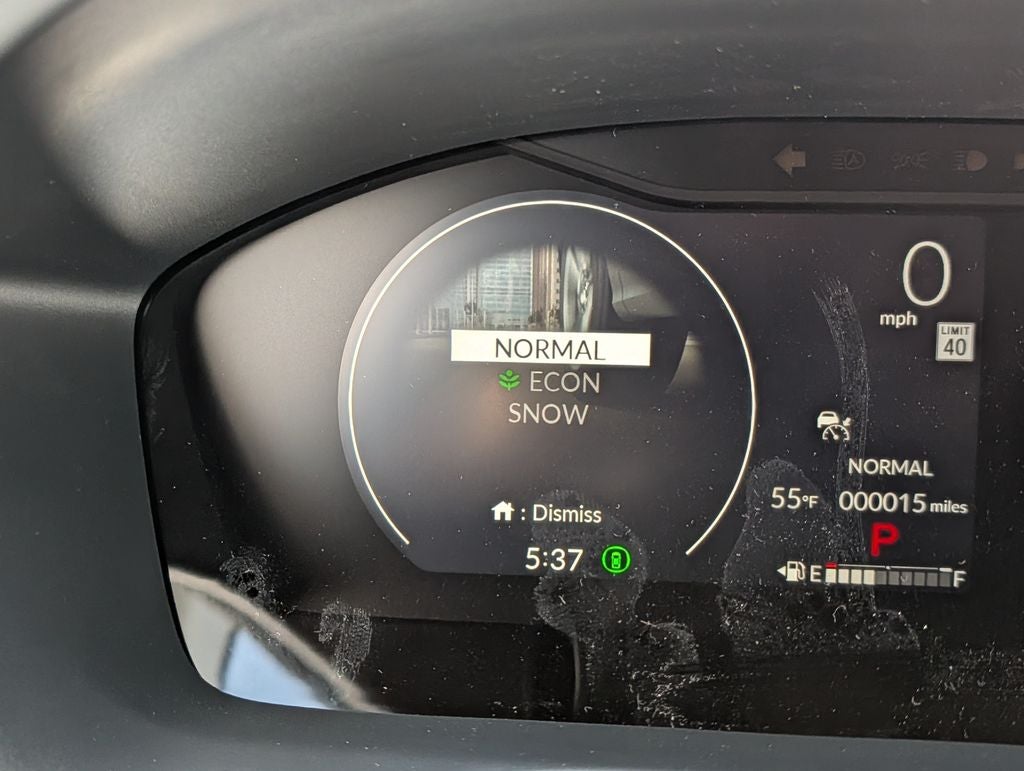 NORMAL
ECON
SNOW
: Dismiss
5:37
0
mph
LIMIT
40
NORMAL
55°F 000015 miles
P
E F